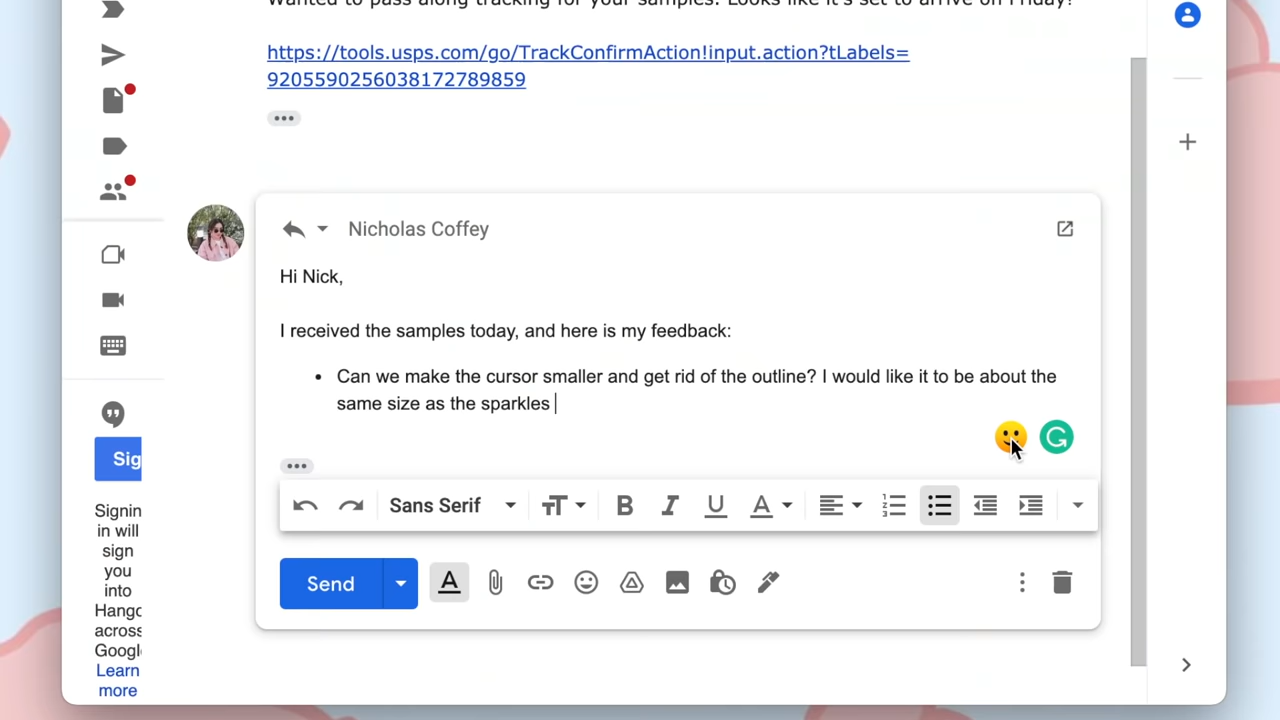 Wanted to pass along tracking for your samples. Looks like it's set to arrive on Friday!
https://tools.usps.com/go/TrackConfirmAction!input.action?tLabels=
9205590256038172789859
Nicholas Coffey
Hi Nick,
I received the samples today, and here is my feedback:
• Can we make the cursor smaller and get rid of the outline? I would like it to be about the
same size as the sparkles
Sans Serif
Send
Sig
Signin
in will
sign
you
into
Hango
across
Googl
Learn
more